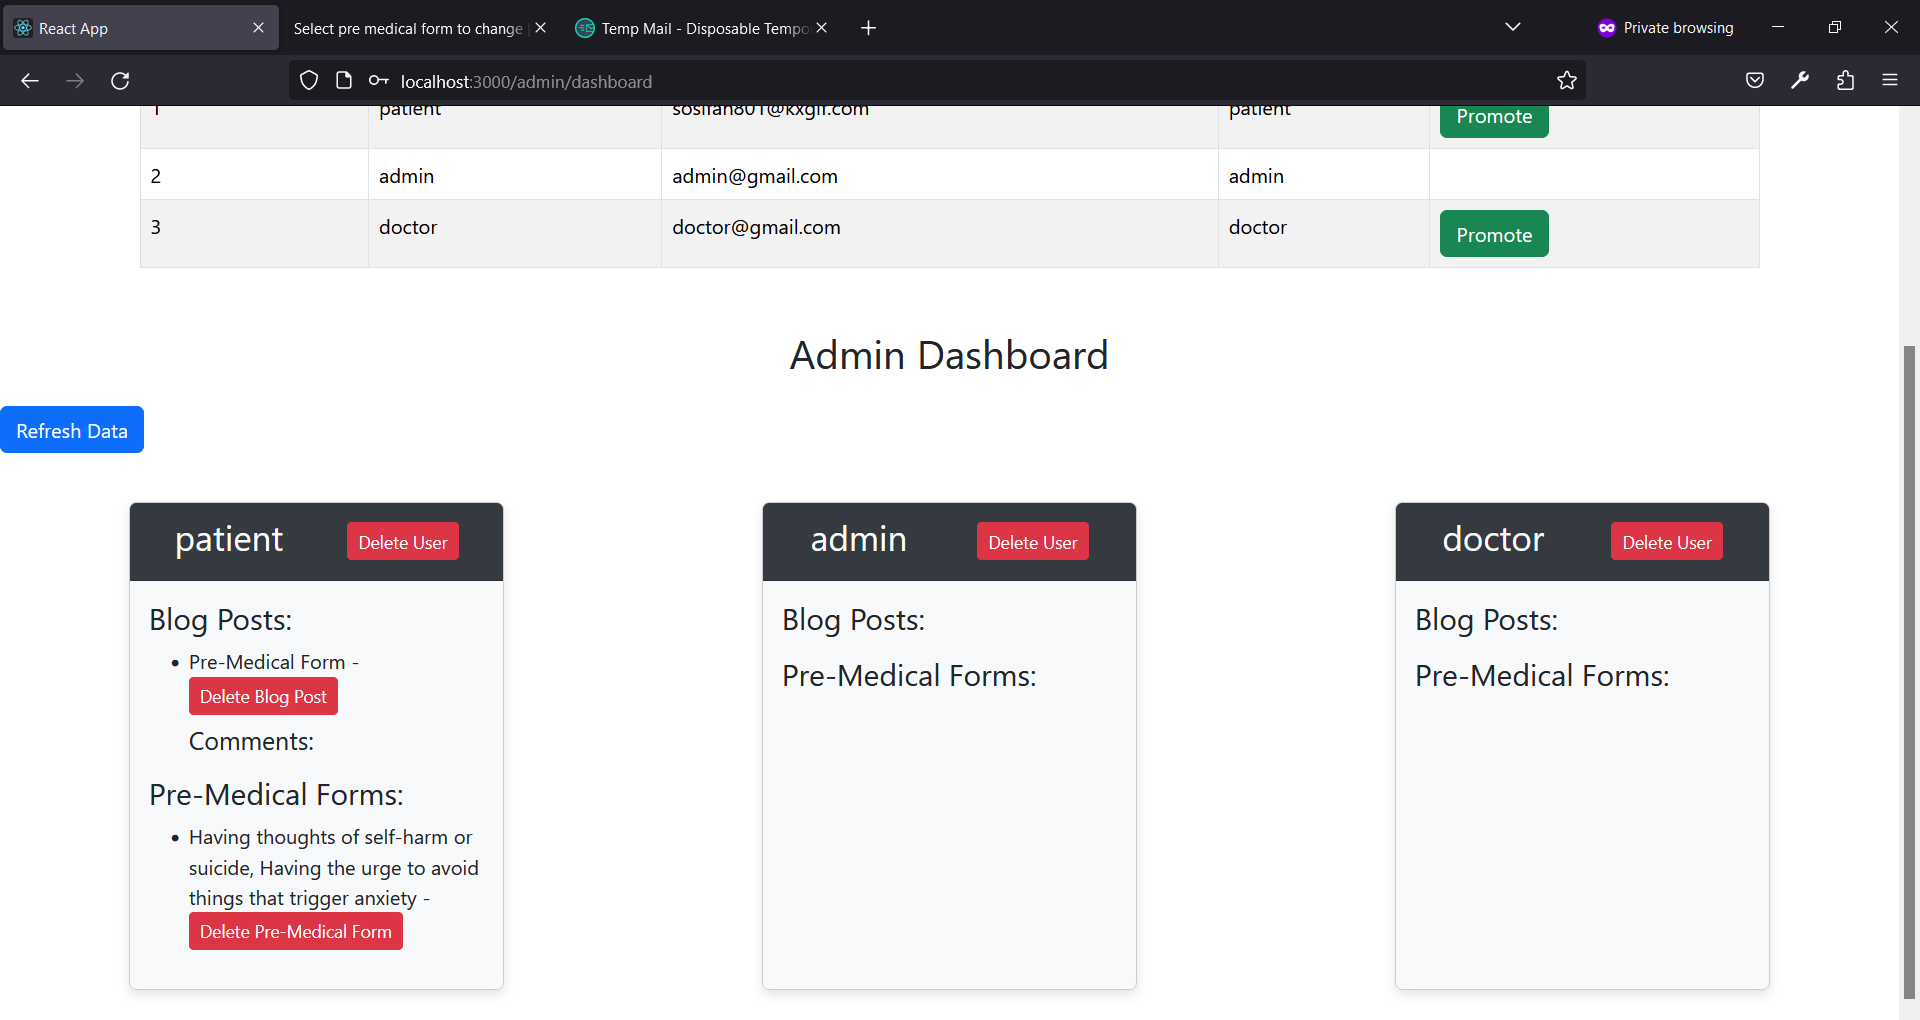 React App
Select pre medical form to change
Temp Mail - Disposable Tempo
Private browsing
localhost:3000/admin/dashboard
1 patient patient Promote
2 admin admin@gmail.com admin
3 doctor doctor@gmail.com doctor Promote
Admin Dashboard
Refresh Data
patient Delete User
Blog Posts:
Pre-Medical Form -
Delete Blog Post
Comments:
Pre-Medical Forms:
Having thoughts of self-harm or
suicide, Having the urge to avoid
things that trigger anxiety -
Delete Pre-Medical Form
admin Delete User
Blog Posts:
Pre-Medical Forms:
doctor Delete User
Blog Posts:
Pre-Medical Forms: